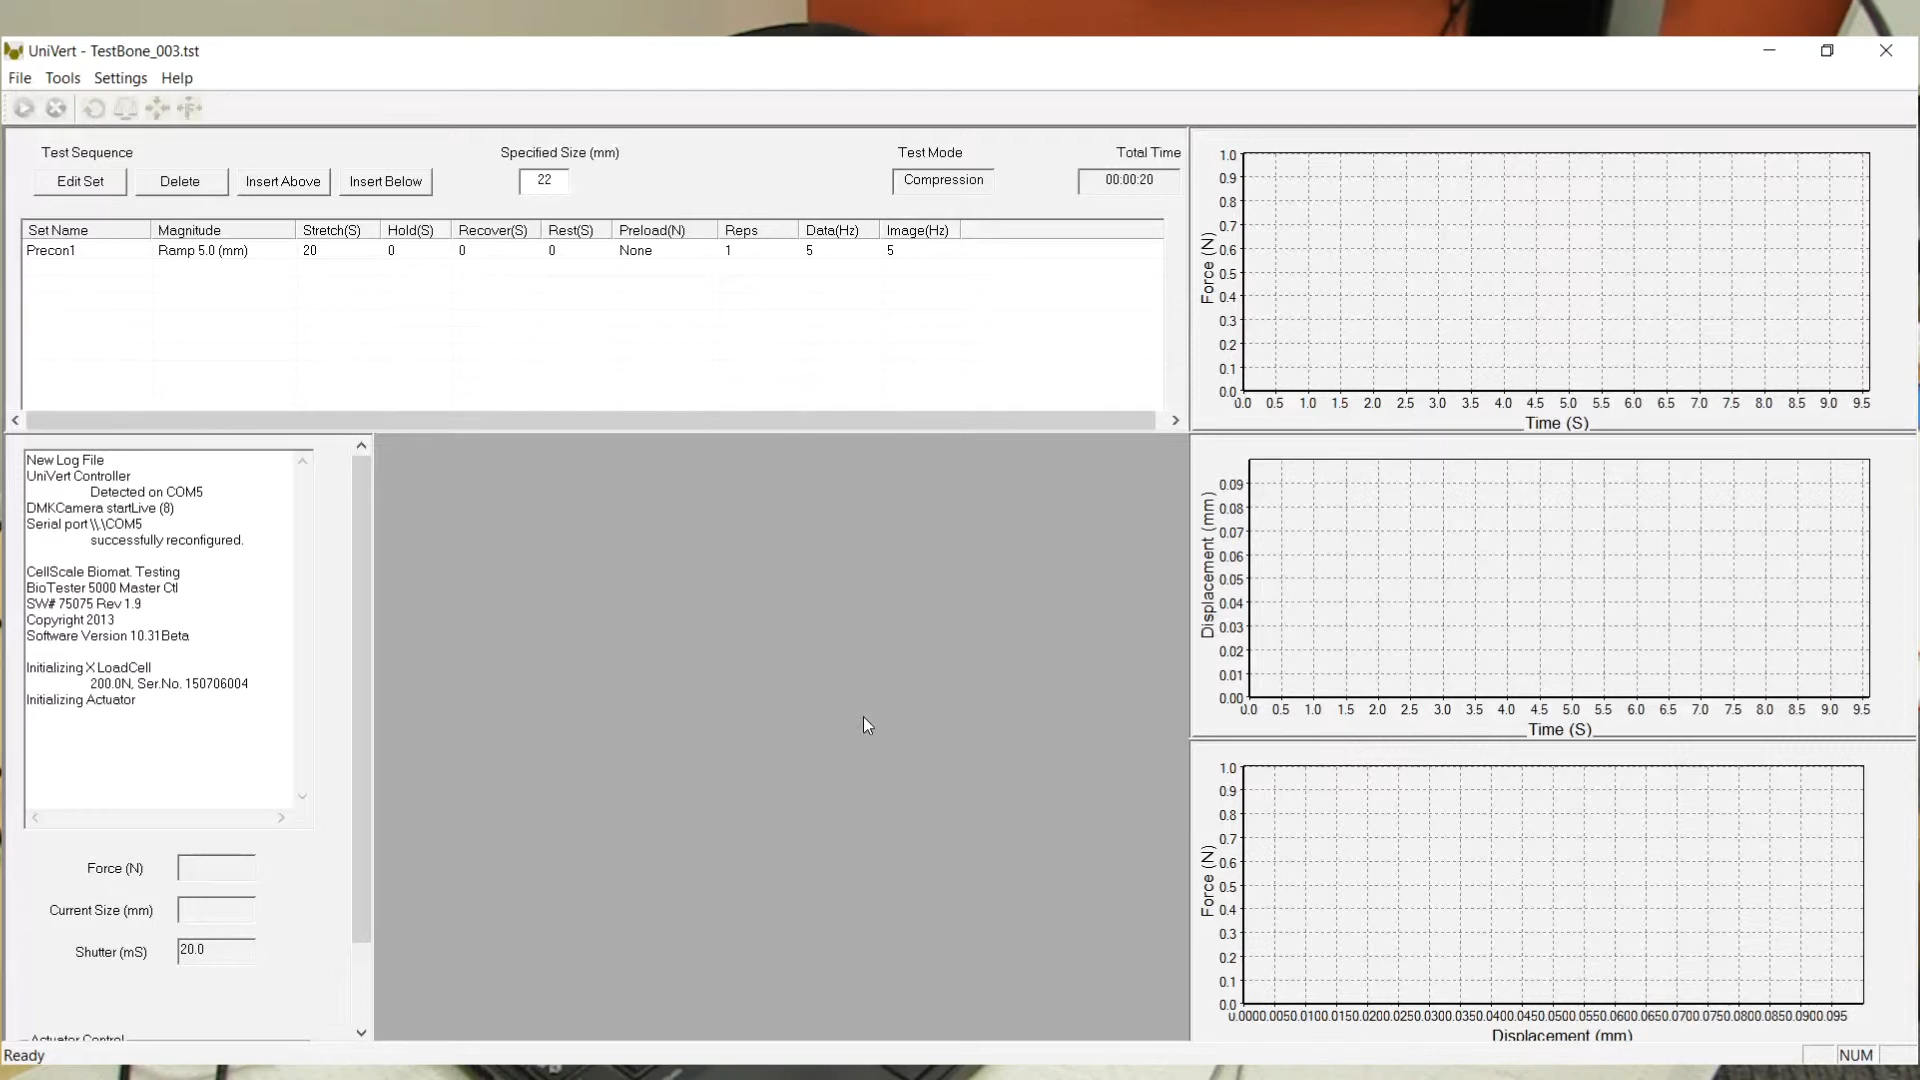 UniVert - TestBone_003.tst
File Tools Settings Help
Test Sequence
Specified Size (mm)
Test Mode
Total Time
Edit Set
Delete
Insert Above
Insert Below
22
Compression
00:00:20
Set Name Magnitude Stretch(S) Hold(S) Recover(S) Rest(S) Preload(N) Reps Data(Hz) Image(Hz)
Precon1 Ramp 5.0 (mm) 20 0 0 0 None 1 5 5
New Log File
UniVert Controller
Detected on COM5
DMKCamera startLive (8)
Serial port \\.\COM5
successfully reconfigured.
CellScale Biomat. Testing
BioTester 5000 Master Ctl
SW# 75075 Rev 1.9
Copyright 2013
Software Version 10.31Beta
Initializing X LoadCell
200.0N, Ser.No. 150706004
Initializing Actuator
Force (N)
Current Size (mm)
Shutter (mS) 20.0
Actuator Control
Ready
NUM
Force (N)
1.0
0.9
0.8
0.7
0.6
0.5
0.4
0.3
0.2
0.1
0.0
0.0 0.5 1.0 1.5 2.0 2.5 3.0 3.5 4.0 4.5 5.0 5.5 6.0 6.5 7.0 7.5 8.0 8.5 9.0 9.5
Time (S)
Displacement (mm)
0.09
0.08
0.07
0.06
0.05
0.04
0.03
0.02
0.01
0.00
0.0 0.5 1.0 1.5 2.0 2.5 3.0 3.5 4.0 4.5 5.0 5.5 6.0 6.5 7.0 7.5 8.0 8.5 9.0 9.5
Time (S)
Force (N)
1.0
0.9
0.8
0.7
0.6
0.5
0.4
0.3
0.2
0.1
0.0
0.0000.0050.0100.0150.0200.0250.0300.0350.0400.0450.0500.0550.0600.0650.0700.0750.0800.0850.0900.095
Displacement (mm)